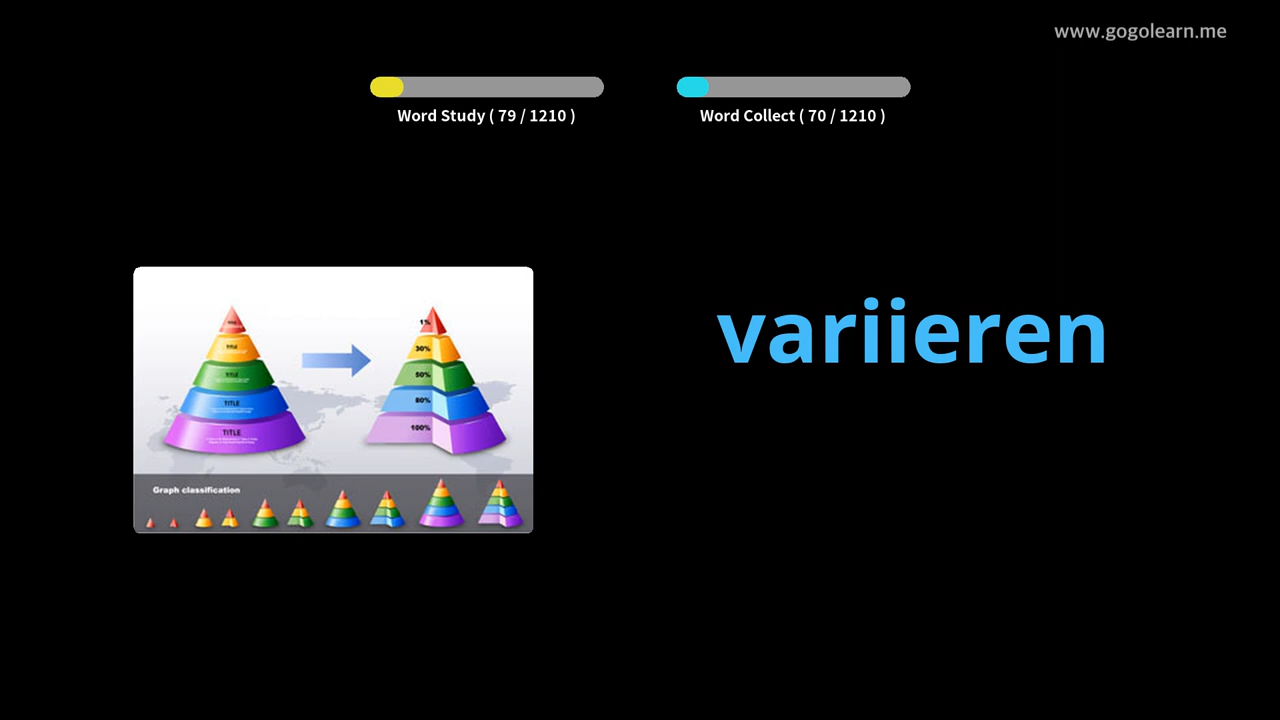 www.gogolearn.me
Word Study ( 79 / 1210 )
Word Collect ( 70 / 1210 )
variieren
TITLE
TITLE
TITLE
TITLE
1%
30%
50%
80%
100%
Graph classification